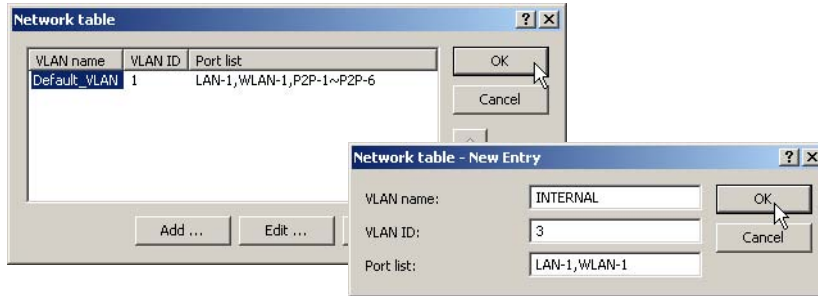 Network table
VLAN name VLAN ID Port list
Default_VLAN 1 LAN-1,WLAN-1,P2P-1~P2P-6
OK
Cancel
Add ... Edit ...
Network table - New Entry
VLAN name: INTERNAL
VLAN ID: 3
Port list: LAN-1,WLAN-1
OK
Cancel